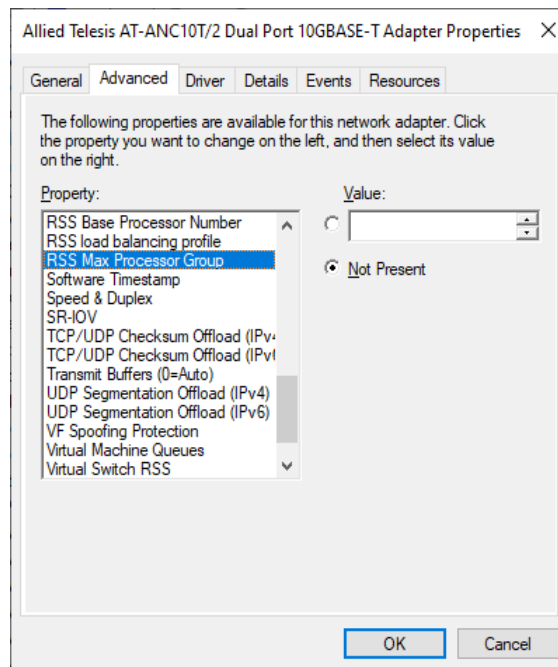 Allied Telesis AT-ANC10T/2 Dual Port 10GBASE-T Adapter Properties
General Advanced Driver Details Events Resources
The following properties are available for this network adapter. Click
the property you want to change on the left, and then select its value
on the right.
Property:
Value:
RSS Base Processor Number
RSS load balancing profile
RSS Max Processor Group
Not Present
Software Timestamp
Speed & Duplex
SR-IOV
TCP/UDP Checksum Offload (IPv4
TCP/UDP Checksum Offload (IPv6
Transmit Buffers (0=Auto)
UDP Segmentation Offload (IPv4)
UDP Segmentation Offload (IPv6)
VF Spoofing Protection
Virtual Machine Queues
Virtual Switch RSS
OK Cancel